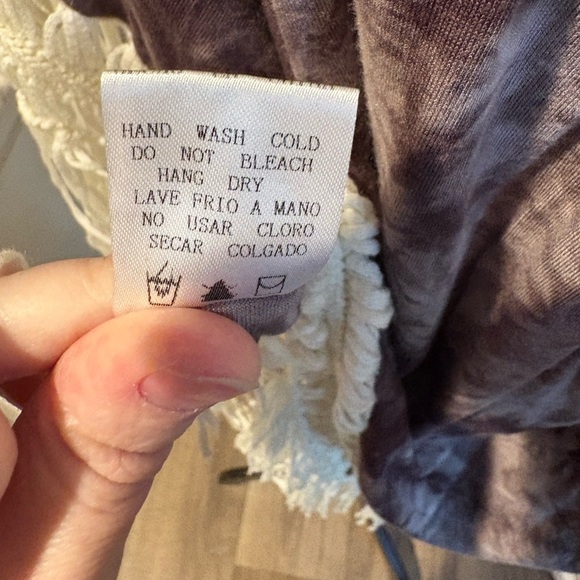 HAND WASH COLD
DO NOT BLEACH
HANG DRY
LAVE FRIO A MANO
NO USAR CLORO
SECAR COLGADO